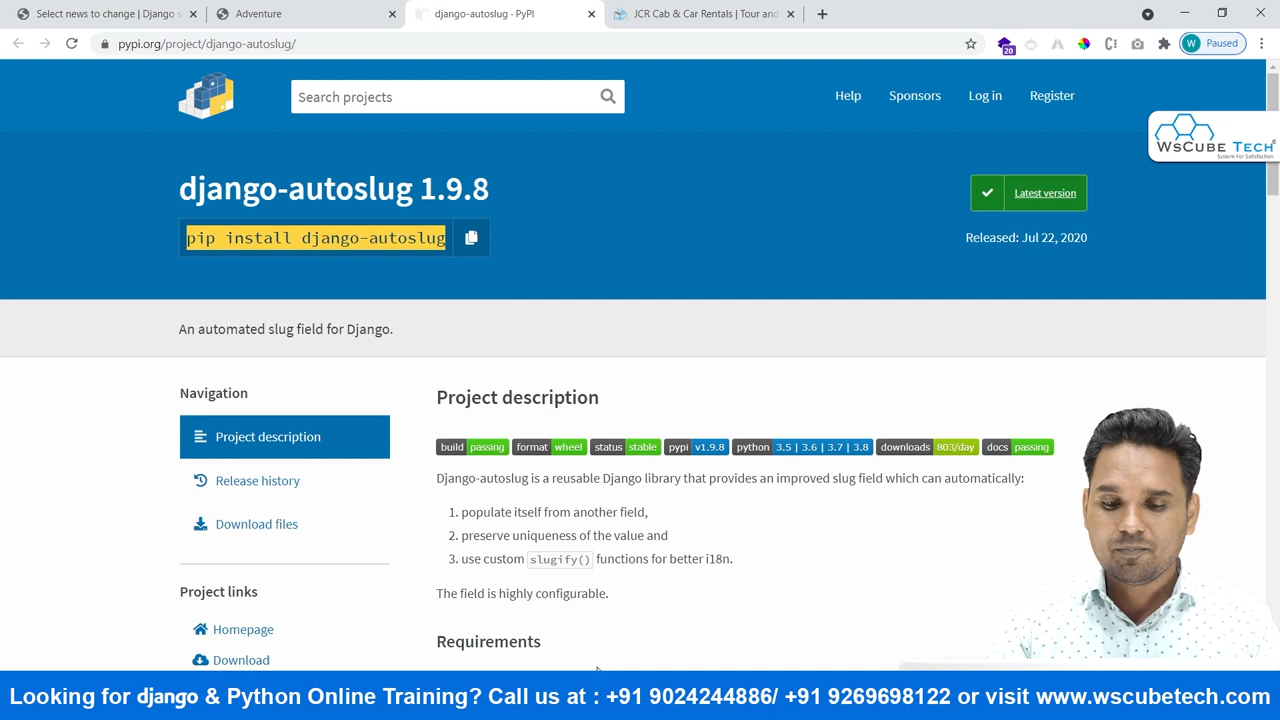 Select news to change | Django s
Adventure
django-autoslug · PyPI
JCR Cab & Car Rentals | Tour and
pypi.org/project/django-autoslug/
20
W Paused
Search projects
Help Sponsors Log in Register
WsCube Tech®
System For Satisfaction
django-autoslug 1.9.8
pip install django-autoslug
Latest version
Released: Jul 22, 2020
An automated slug field for Django.
Navigation
Project description
Release history
Download files
Project links
Homepage
Download
Project description
build passing format wheel status stable pypi v1.9.8 python 3.5 | 3.6 | 3.7 | 3.8 downloads 803/day docs passing
Django-autoslug is a reusable Django library that provides an improved slug field which can automatically:
1. populate itself from another field,
2. preserve uniqueness of the value and
3. use custom slugify() functions for better i18n.
The field is highly configurable.
Requirements
Looking for django & Python Online Training? Call us at : +91 9024244886/ +91 9269698122 or visit www.wscubetech.com